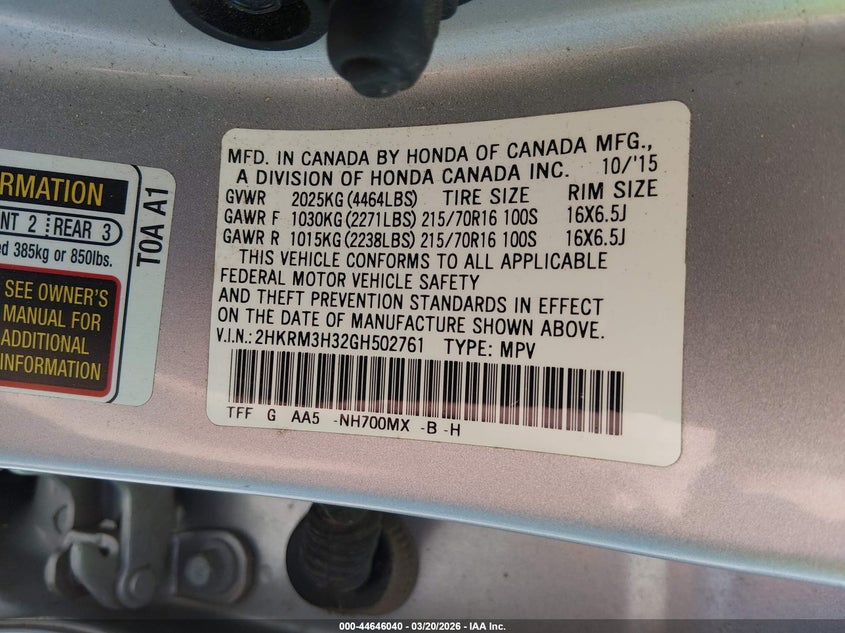 RMATION
NT 2 REAR 3
ed 385kg or 850lbs.
SEE OWNER'S
MANUAL FOR
ADDITIONAL
INFORMATION
TOA A1
MFD. IN CANADA BY HONDA OF CANADA MFG.,
A DIVISION OF HONDA CANADA INC. 10/'15
GVWR 2025KG (4464LBS) TIRE SIZE RIM SIZE
GAWR F 1030KG (2271LBS) 215/70R16 100S 16X6.5J
GAWR R 1015KG (2238LBS) 215/70R16 100S 16X6.5J
THIS VEHICLE CONFORMS TO ALL APPLICABLE
FEDERAL MOTOR VEHICLE SAFETY
AND THEFT PREVENTION STANDARDS IN EFFECT
ON THE DATE OF MANUFACTURE SHOWN ABOVE.
V.I.N.: 2HKRM3H32GH502761 TYPE: MPV
TFF G AA5 -NH700MX -B -H
000-44646040 - 03/20/2026 - IAA Inc.